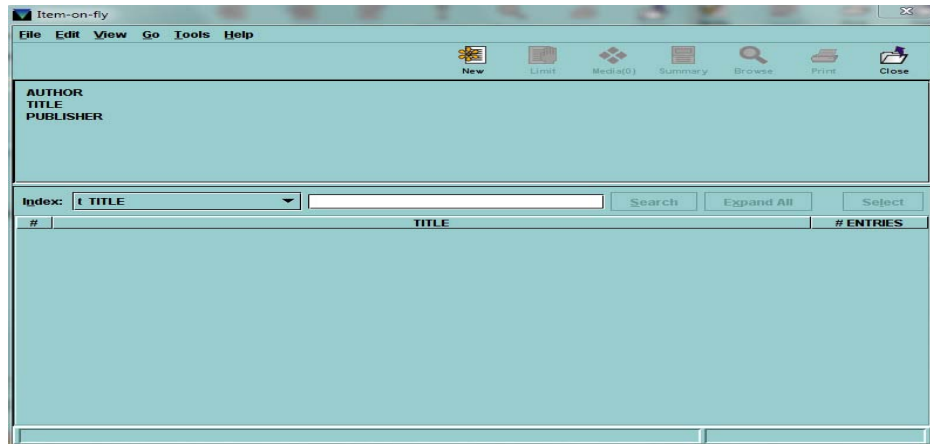 Item-on-fly
File Edit View Go Tools Help
New Limit Media(0) Summary Browse Print Close
AUTHOR
TITLE
PUBLISHER
Index: t TITLE Search Expand All Select
# TITLE # ENTRIES